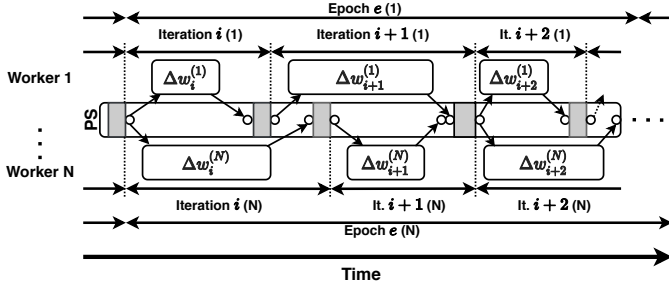 Epoch e (1)
Iteration i (1) Iteration i+1 (1) It. i+2 (1)
Worker 1 Δw_i^{(1)} Δw_{i+1}^{(1)} Δw_{i+2}^{(1)}
PS
Worker N Δw_i^{(N)} Δw_{i+1}^{(N)} Δw_{i+2}^{(N)}
Iteration i (N) It. i+1 (N) It. i+2 (N)
Epoch e (N)
Time